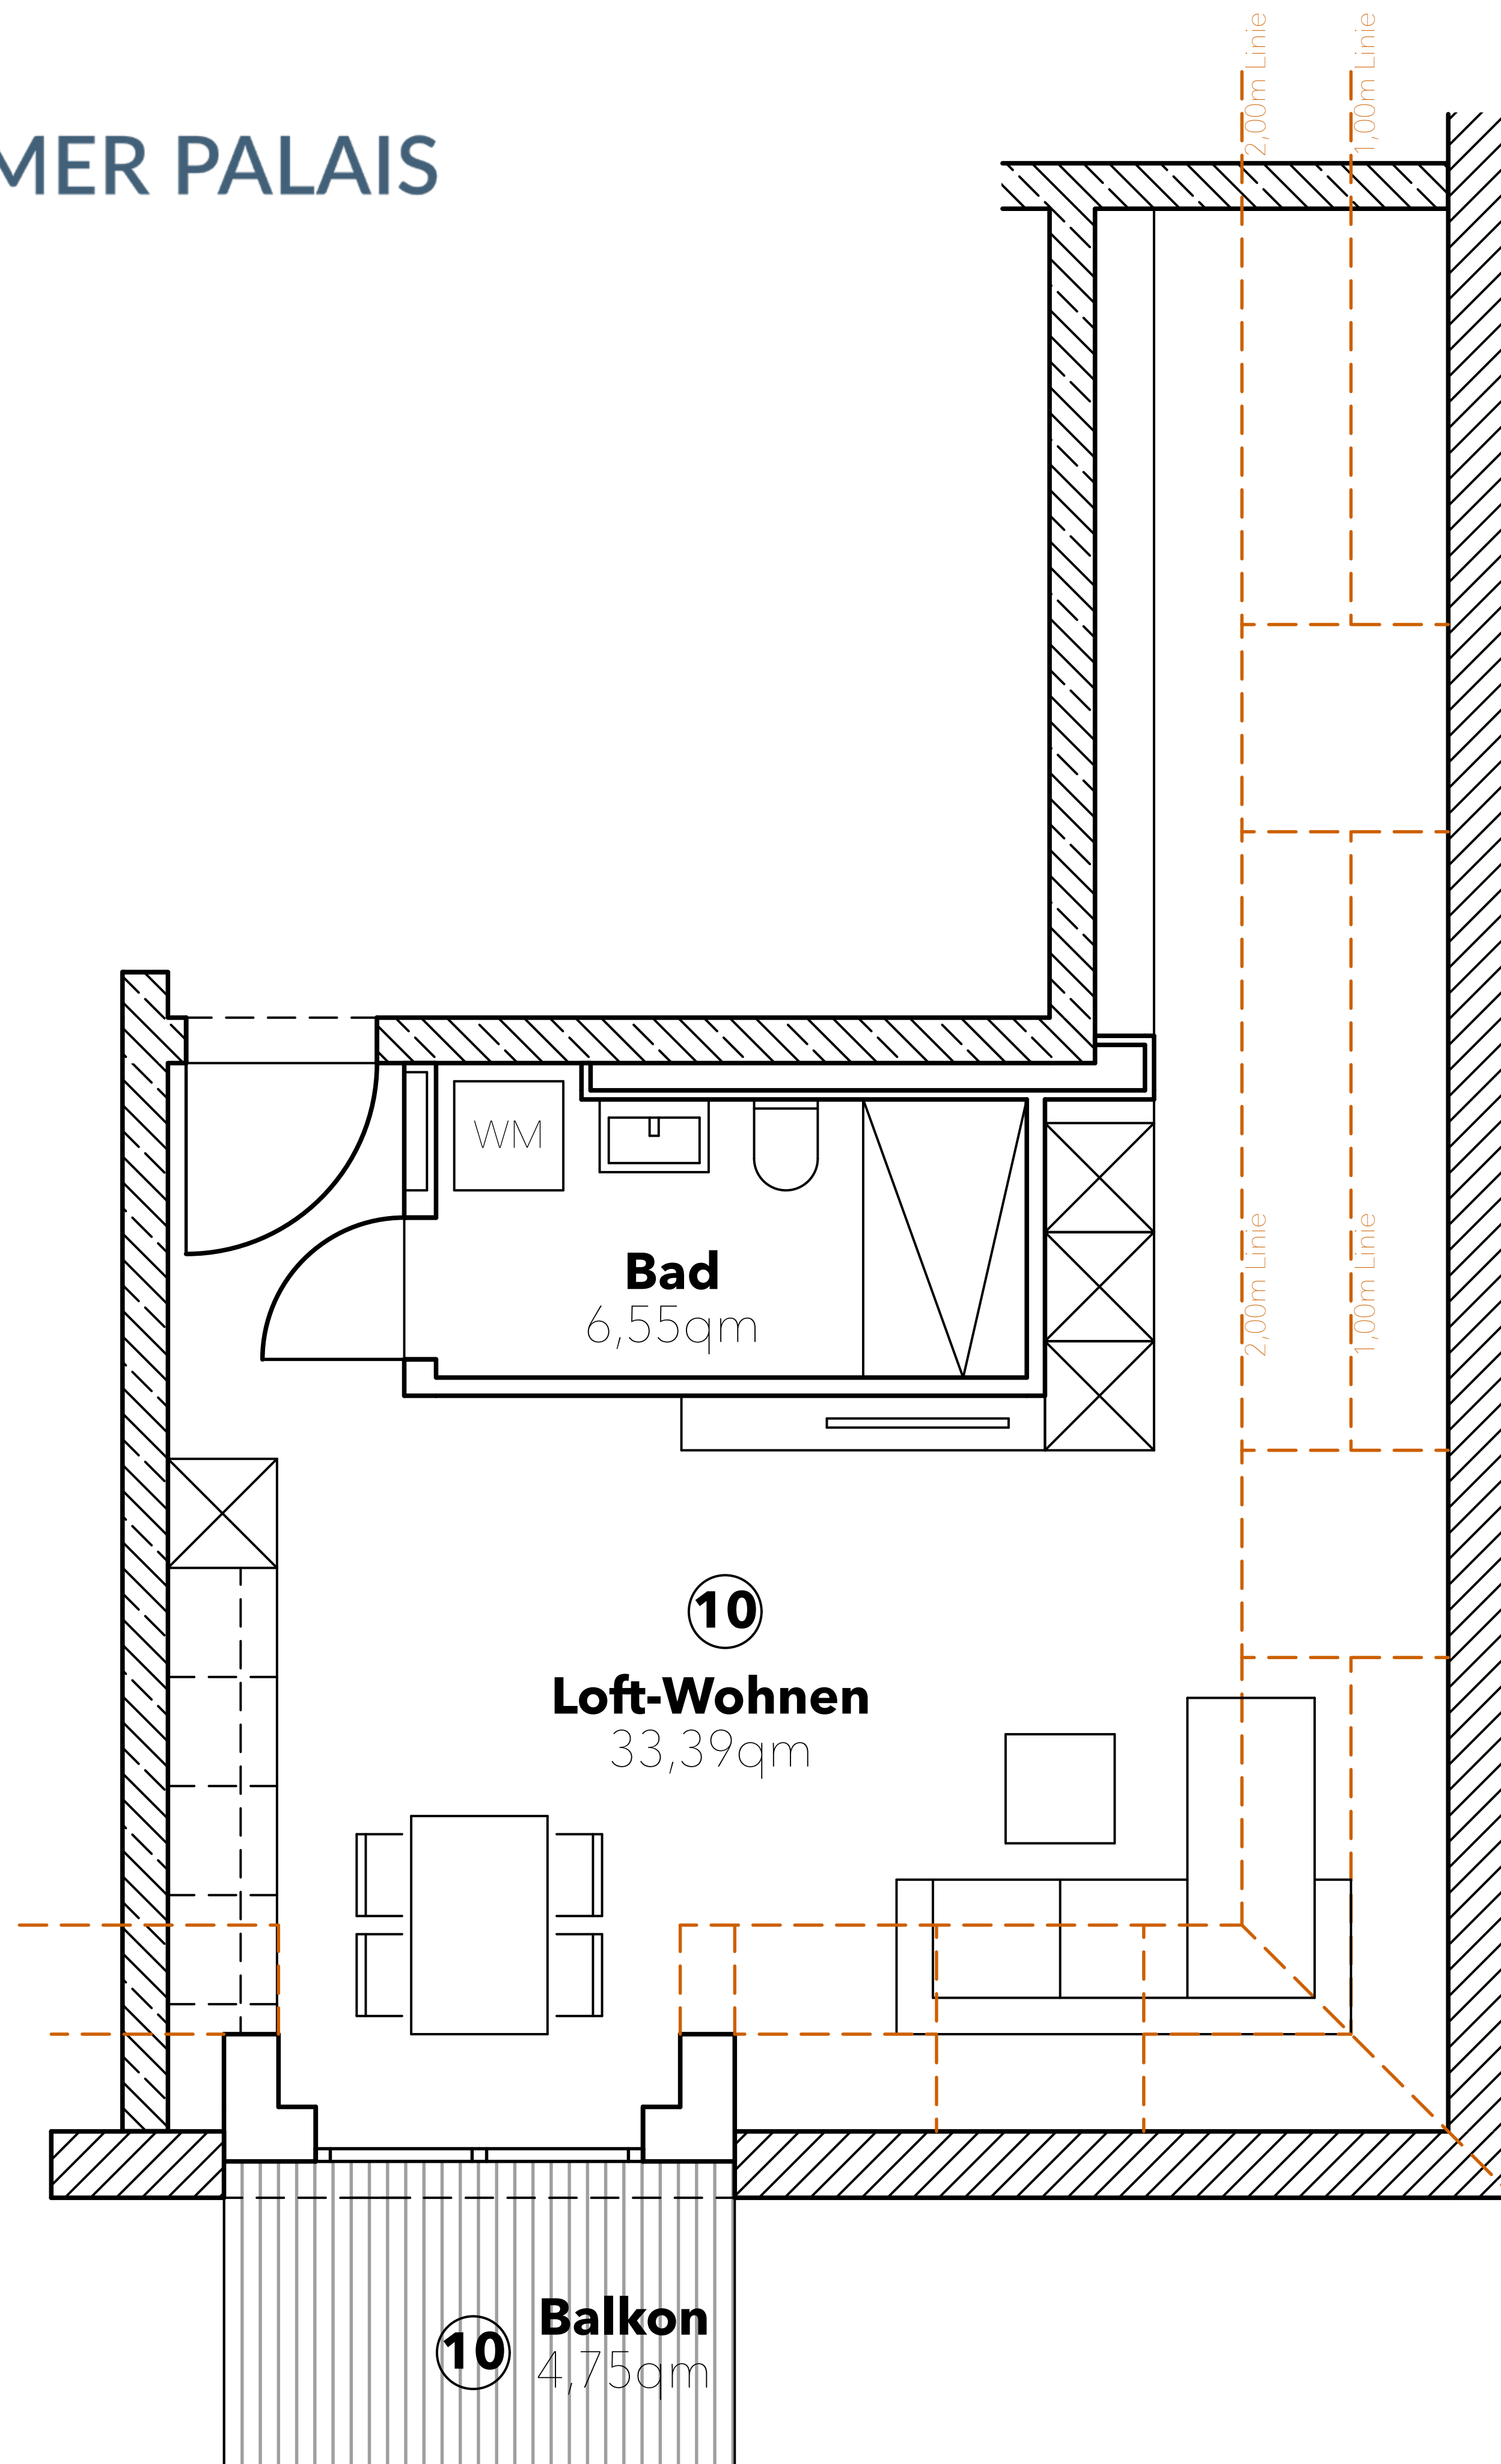 2,00m Linie
1,00m Linie
MER PALAIS
WM
Bad
6,55qm
2,00m Linie
1,00m Linie
10
Loft-Wohnen
33,39qm
10
Balkon
4,75qm